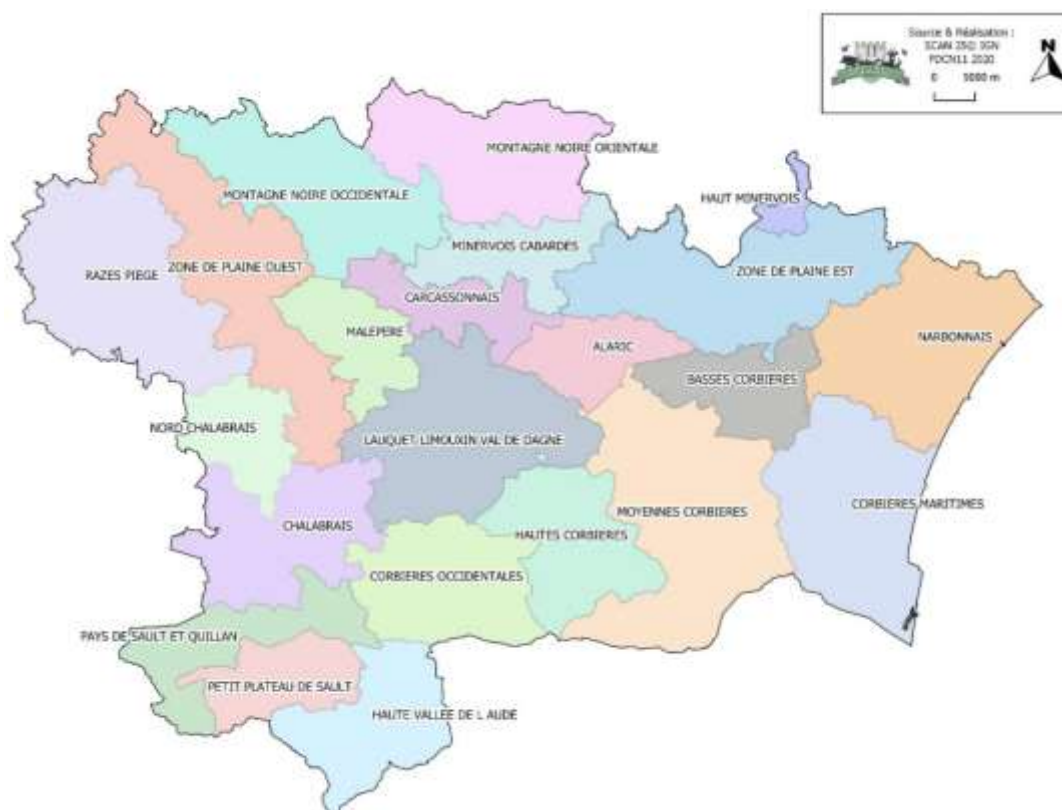 Source & Réalisation :
SCAN 25© IGN
FDCN11 2020
0 5000 m
N
MONTAGNE NOIRE ORIENTALE
MONTAGNE NOIRE OCCIDENTALE
HAUT MINERVOIS
MINERVOIS CABARDES
RAZES PIEGE
ZONE DE PLAINE OUEST
ZONE DE PLAINE EST
CARCASSONNAIS
MALEPERE
ALARIC
NARBONNAIS
BASSES CORBIERES
NORD CHALABRAIS
LAUQUET LIMOUXIN VAL DE DAGNE
CORBIERES MARITIMES
MOYENNES CORBIERES
CHALABRAIS
HAUTES CORBIERES
CORBIERES OCCIDENTALES
PAYS DE SAULT ET QUILLAN
PETIT PLATEAU DE SAULT
HAUTE VALLEE DE L AUDE